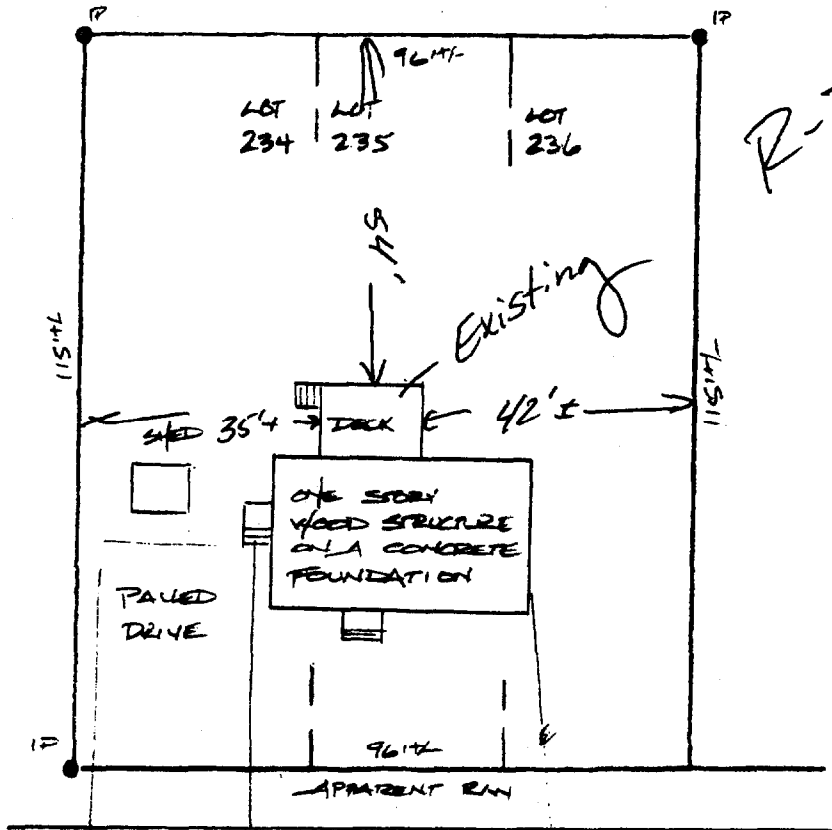 IP
IP
96'+/-
LOT
234
LOT
235
LOT
236
R-
54'
Existing
115'+/-
115'+/-
SHED
35'+
DECK
42'±
ONE STORY
WOOD STRUCTURE
ON A CONCRETE
FOUNDATION
PAVED
DRIVE
IP
96'+/-
APPARENT R/W